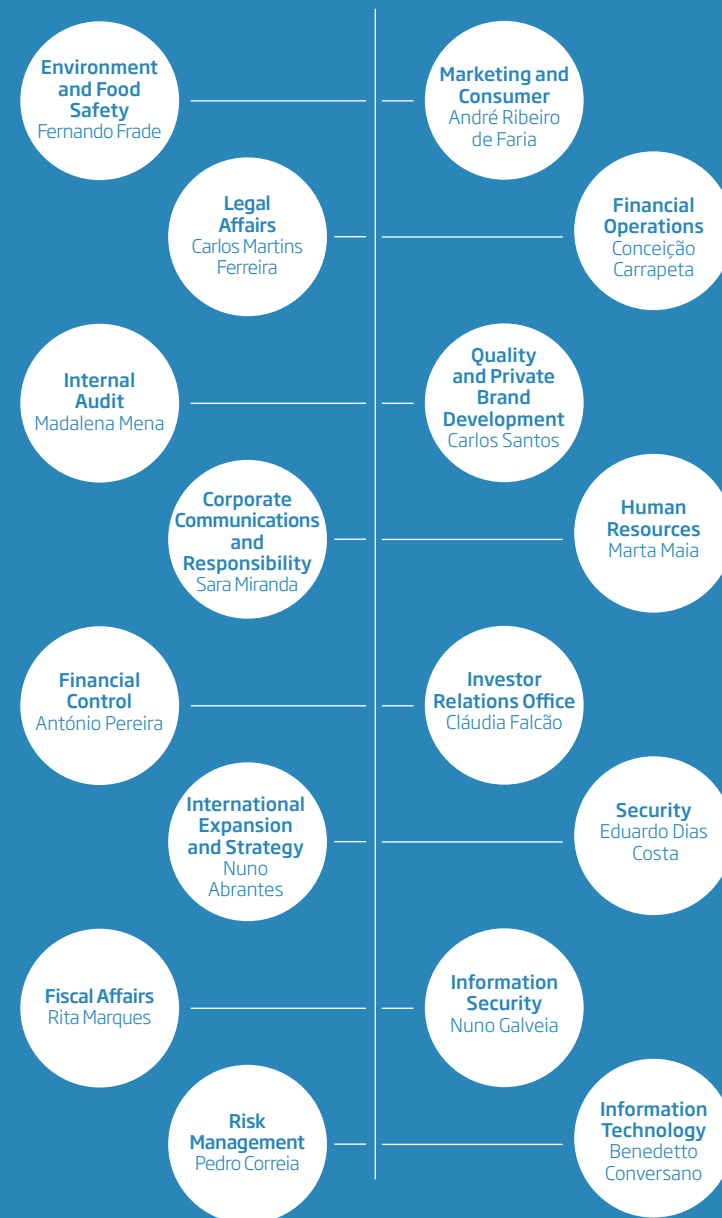 Environment
and Food
Safety
Fernando Frade
Marketing and
Consumer
André Ribeiro
de Faria
Legal
Affairs
Carlos Martins
Ferreira
Financial
Operations
Conceição
Carrapeta
Internal
Audit
Madalena Mena
Quality
and Private
Brand
Development
Carlos Santos
Corporate
Communications
and
Responsibility
Sara Miranda
Human
Resources
Marta Maia
Financial
Control
António Pereira
Investor
Relations Office
Cláudia Falcão
International
Expansion
and Strategy
Nuno
Abrantes
Security
Eduardo Dias
Costa
Fiscal Affairs
Rita Marques
Information
Security
Nuno Galveia
Risk
Management
Pedro Correia
Information
Technology
Benedetto
Conversano